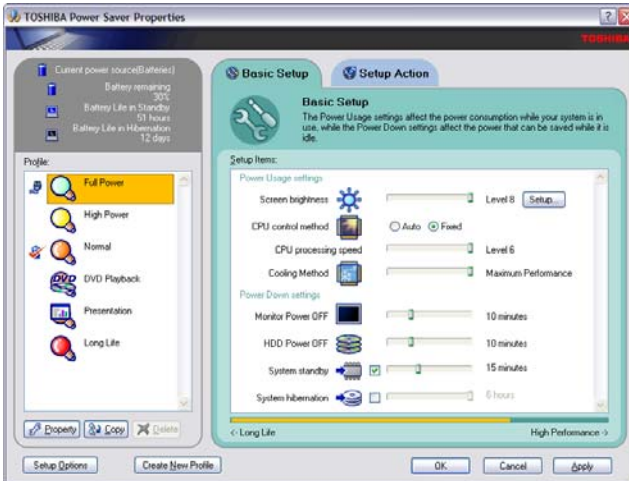 TOSHIBA Power Saver Properties
TOSHIBA
Current power source(Batteries)
Battery remaining
30%
Battery Life in Standby
51 hours
Battery Life in Hibernation
12 days
Profile:
Full Power
High Power
Normal
DVD
DVD Playback
Presentation
Long Life
Property
Copy
Delete
Setup Options
Create New Profile
Basic Setup
Setup Action
Basic Setup
The Power Usage settings affect the power consumption while your system is in
use, while the Power Down settings affect the power that can be saved while it is
idle.
Setup Items:
Power Usage settings
Screen brightness
Level 8
Setup...
CPU control method
Auto
Fixed
CPU processing speed
Level 6
Cooling Method
Maximum Performance
Power Down settings
Monitor Power OFF
10 minutes
HDD Power OFF
10 minutes
System standby
15 minutes
System hibernation
6 hours
<- Long Life
High Performance ->
OK
Cancel
Apply